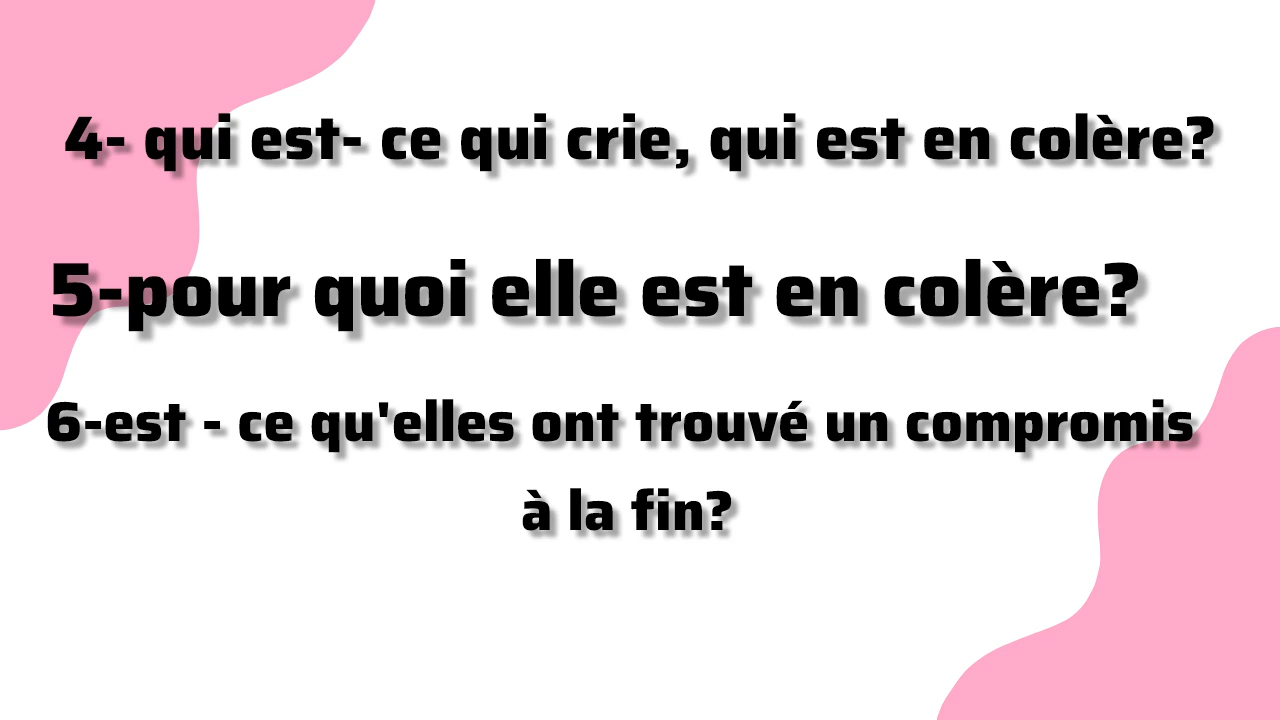 4- qui est- ce qui crie, qui est en colère?
5-pour quoi elle est en colère?
6-est - ce qu'elles ont trouvé un compromis
à la fin?